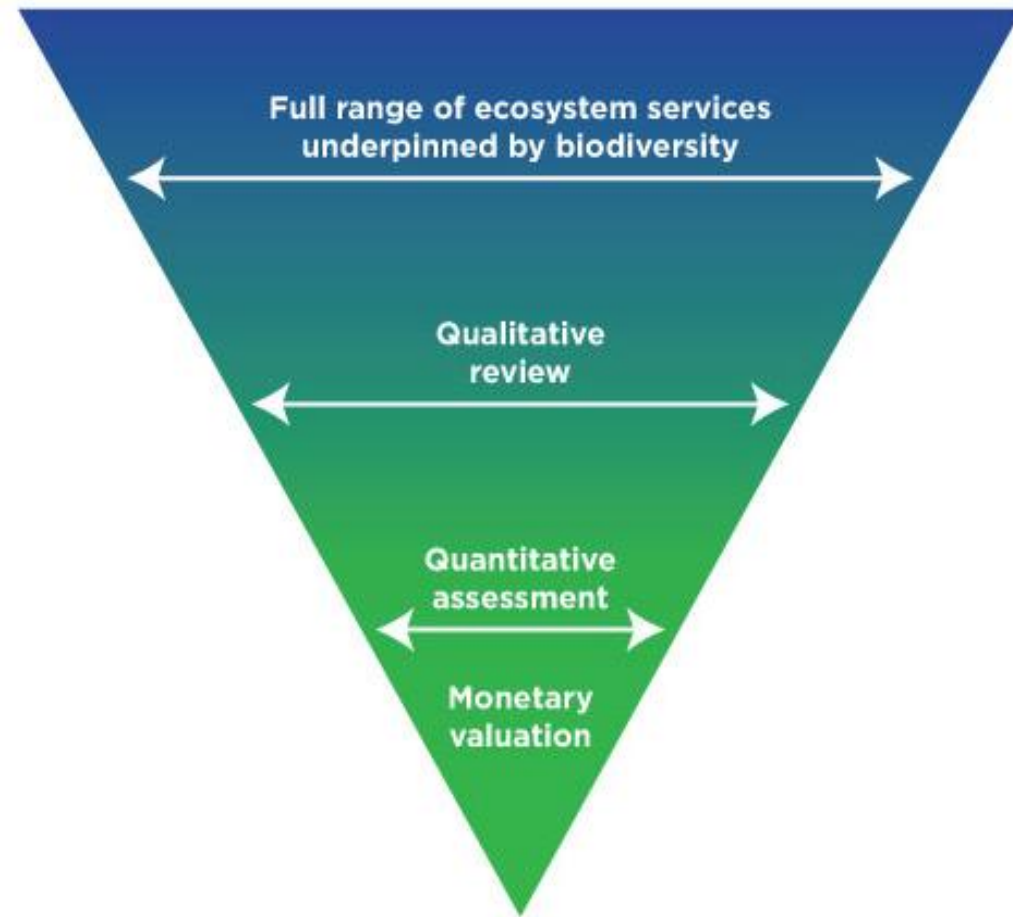 Full range of ecosystem services
underpinned by biodiversity
Qualitative
review
Quantitative
assessment
Monetary
valuation